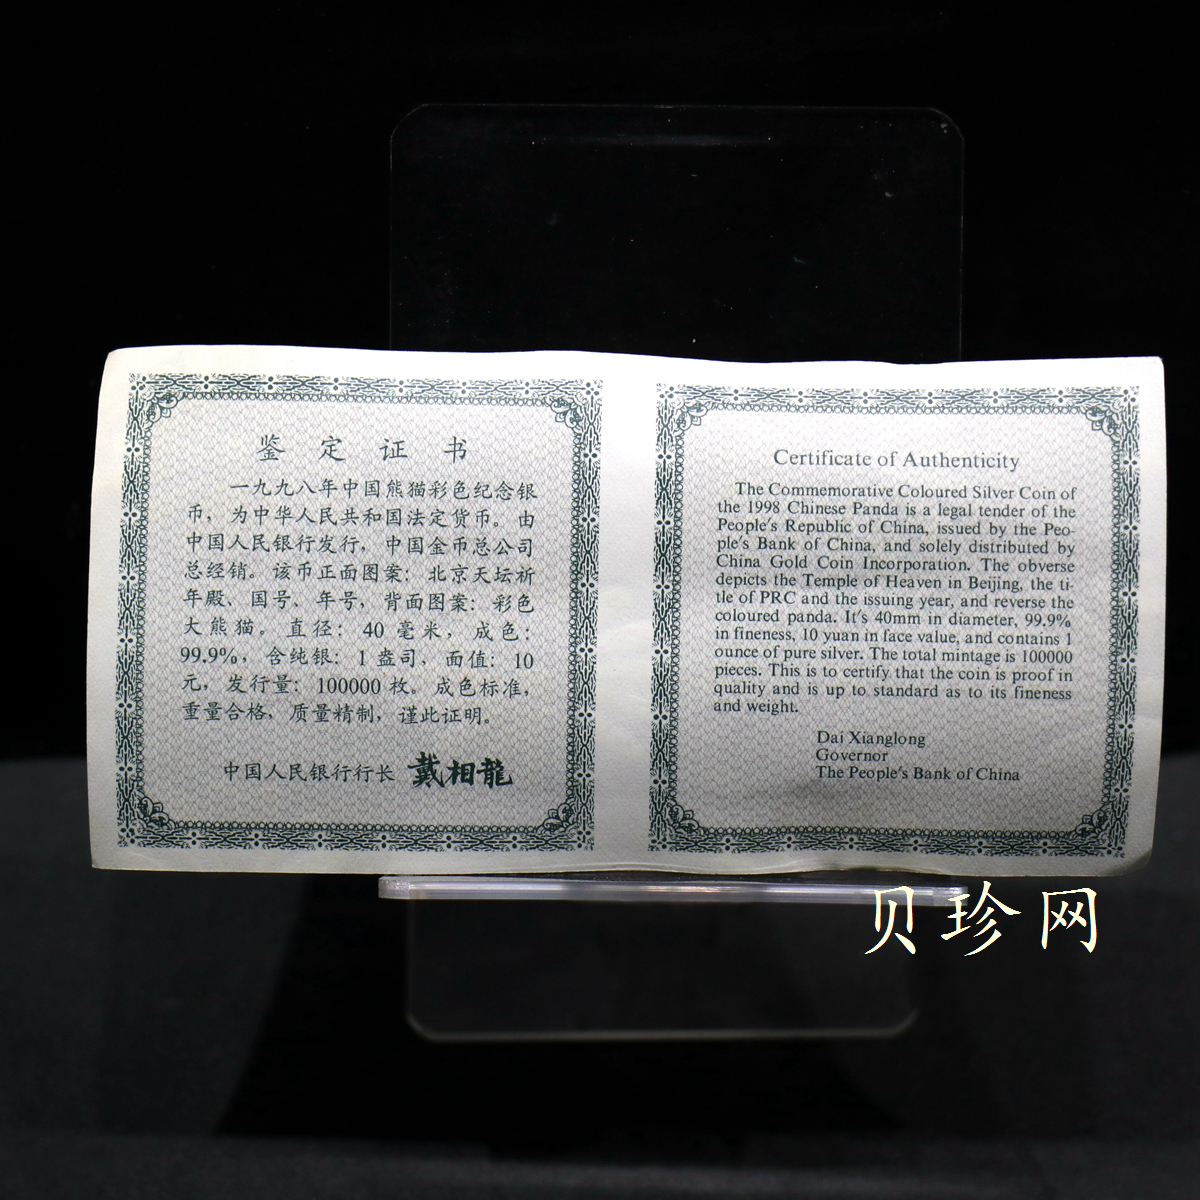 鉴定证书
一九九八年中国熊猫彩色纪念银
币，为中华人民共和国法定货币。由
中国人民银行发行，中国金币总公司
总经销。该币正面图案：北京天坛祈
年殿、国号、年号，背面图案：彩色
大熊猫。直径：40 毫米，成色：
99.9%，含纯银：1 盎司，面值：10
元，发行量：100000 枚。成色标准，
重量合格，质量精制，谨此证明。
中国人民银行行长 戴相龍
Certificate of Authenticity
The Commemorative Coloured Silver Coin of
the 1998 Chinese Panda is a legal tender of the
People's Republic of China, issued by the Peo-
ple's Bank of China, and solely distributed by
China Gold Coin Incorporation. The obverse
depicts the Temple of Heaven in Beijing, the ti-
tle of PRC and the issuing year, and reverse the
coloured panda. It's 40mm in diameter, 99.9%
in fineness, 10 yuan in face value, and contains 1
ounce of pure silver. The total mintage is 100000
pieces. This is to certify that the coin is proof in
quality and is up to standard as to its fineness
and weight.
Dai Xianglong
Governor
The People's Bank of China
贝珍网